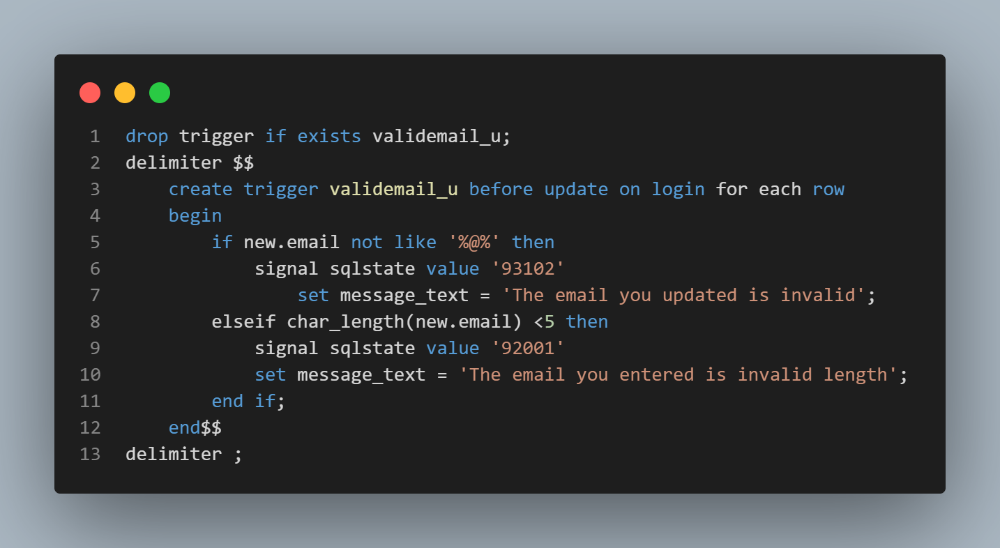 1 drop trigger if exists validemail_u;
2 delimiter $$
3     create trigger validemail_u before update on login for each row
4     begin
5         if new.email not like '%@%' then
6             signal sqlstate value '93102'
7                 set message_text = 'The email you updated is invalid';
8         elseif char_length(new.email) <5 then
9             signal sqlstate value '92001'
10             set message_text = 'The email you entered is invalid length';
11         end if;
12     end$$
13 delimiter ;